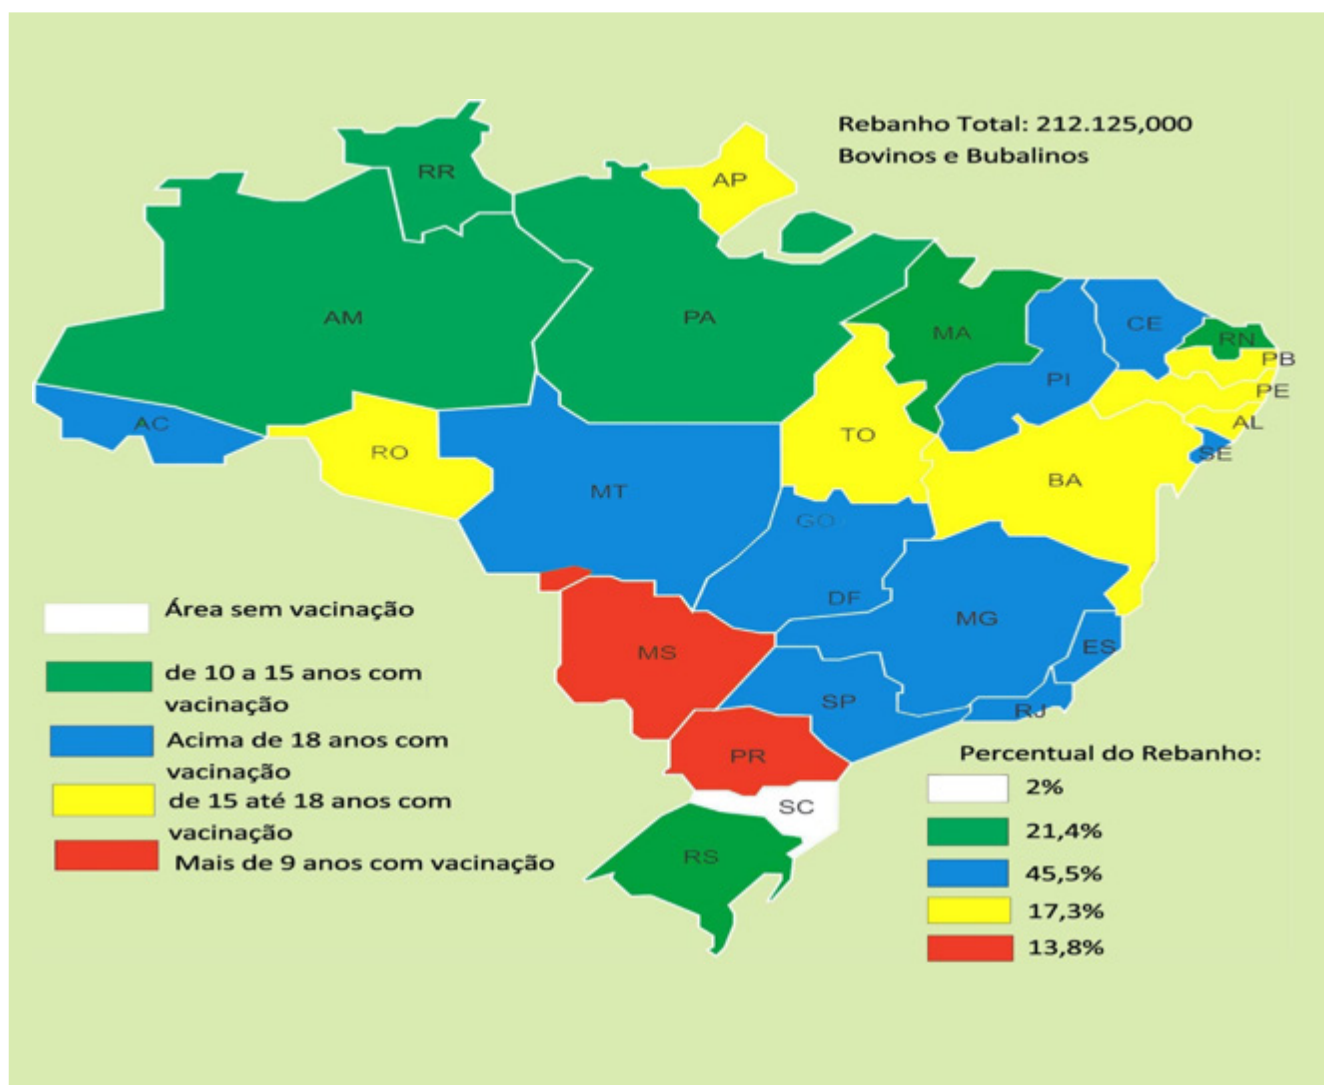 Rebanho Total: 212.125,000
Bovinos e Bubalinos
RR
AP
AM
PA
MA
CE
RN
PB
PI
PE
AC
AL
TO
RO
SE
BA
MT
GO
DF
MG
ES
MS
SP
RJ
PR
SC
RS
Área sem vacinação
de 10 a 15 anos com
vacinação
Acima de 18 anos com
vacinação
de 15 até 18 anos com
vacinação
Mais de 9 anos com vacinação
Percentual do Rebanho:
2%
21,4%
45,5%
17,3%
13,8%